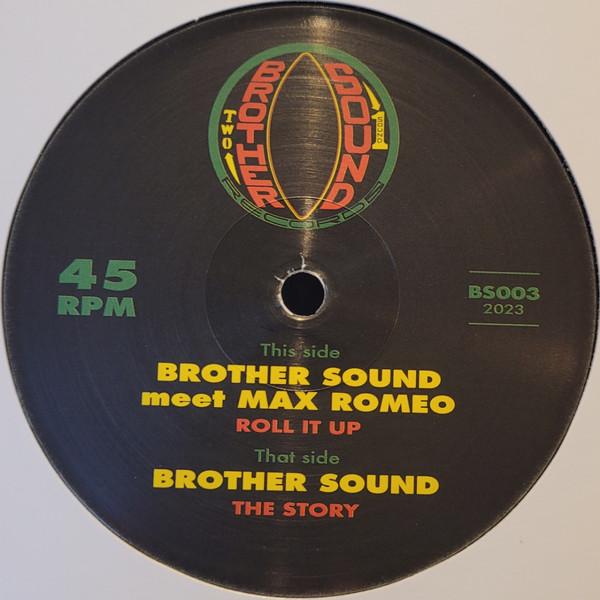 BROTHER
SOUND
TWO
RECORDS
45
RPM
BS003
2023
This side
BROTHER SOUND
meet MAX ROMEO
ROLL IT UP
That side
BROTHER SOUND
THE STORY